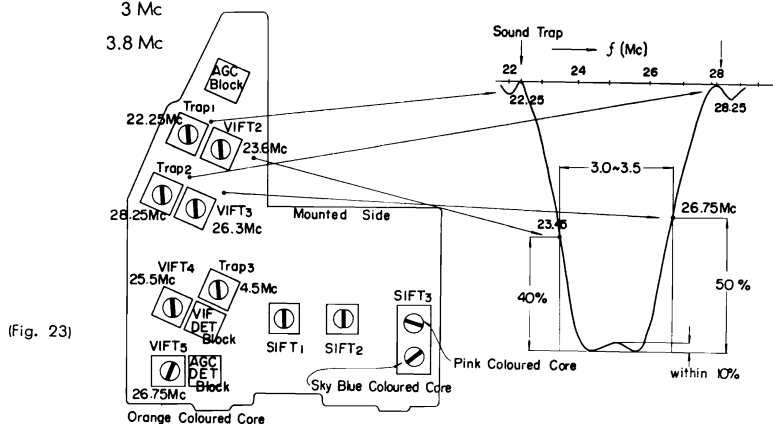 3 Mc
3.8 Mc
AGC
Block
Trap1
22.25Mc
VIFT2
23.6Mc
Trap2
28.25Mc
VIFT3
26.3Mc
Mounted Side
VIFT4
25.5Mc
Trap3
4.5Mc
VIF
DET
Block
SIFT1
SIFT2
SIFT3
VIFT5
AGC
DET
Block
26.75Mc
Orange Coloured Core
Sky Blue Coloured Core
Pink Coloured Core
(Fig. 23)
Sound Trap
f (Mc)
22
24
26
28
22.25
28.25
3.0~3.5
23.45
26.75Mc
40%
50%
within 10%